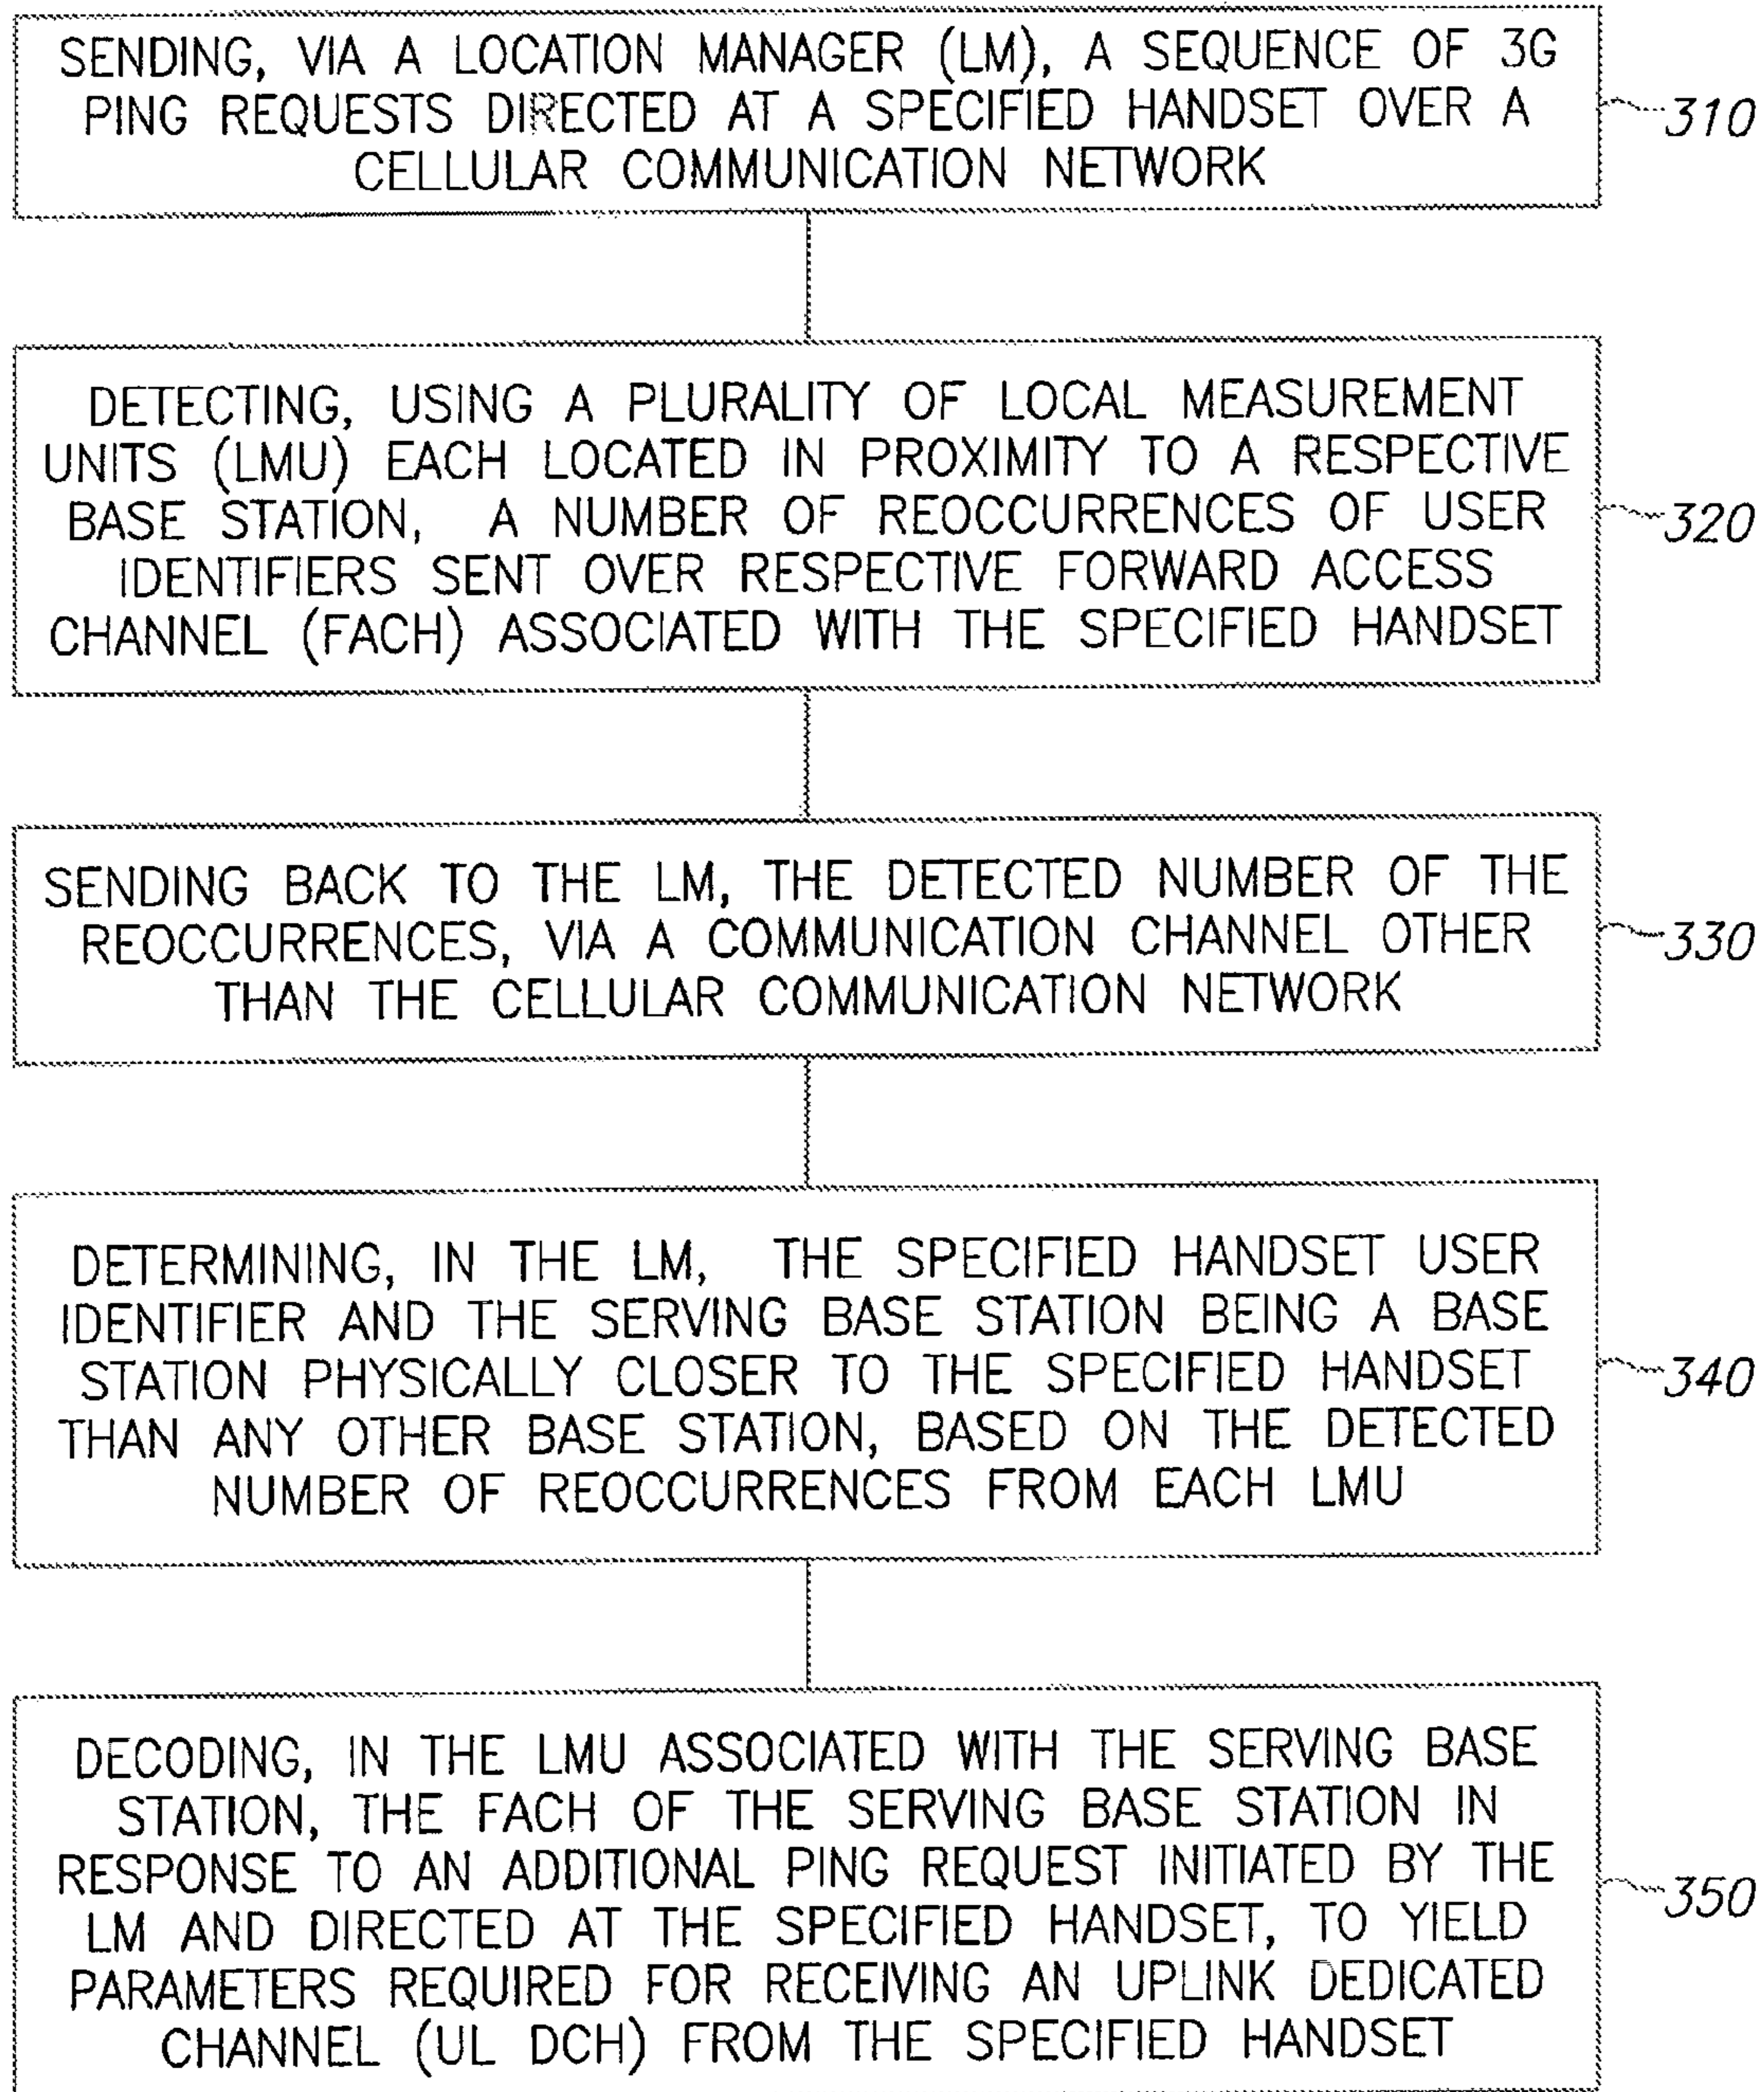 SENDING, VIA A LOCATION MANAGER (LM), A SEQUENCE OF 3G
PING REQUESTS DIRECTED AT A SPECIFIED HANDSET OVER A
CELLULAR COMMUNICATION NETWORK
310
DETECTING, USING A PLURALITY OF LOCAL MEASUREMENT
UNITS (LMU) EACH LOCATED IN PROXIMITY TO A RESPECTIVE
BASE STATION, A NUMBER OF REOCCURRENCES OF USER
IDENTIFIERS SENT OVER RESPECTIVE FORWARD ACCESS
CHANNEL (FACH) ASSOCIATED WITH THE SPECIFIED HANDSET
320
SENDING BACK TO THE LM, THE DETECTED NUMBER OF THE
REOCCURRENCES, VIA A COMMUNICATION CHANNEL OTHER
THAN THE CELLULAR COMMUNICATION NETWORK
330
DETERMINING, IN THE LM, THE SPECIFIED HANDSET USER
IDENTIFIER AND THE SERVING BASE STATION BEING A BASE
STATION PHYSICALLY CLOSER TO THE SPECIFIED HANDSET
THAN ANY OTHER BASE STATION, BASED ON THE DETECTED
NUMBER OF REOCCURRENCES FROM EACH LMU
340
DECODING, IN THE LMU ASSOCIATED WITH THE SERVING BASE
STATION, THE FACH OF THE SERVING BASE STATION IN
RESPONSE TO AN ADDITIONAL PING REQUEST INITIATED BY THE
LM AND DIRECTED AT THE SPECIFIED HANDSET, TO YIELD
PARAMETERS REQUIRED FOR RECEIVING AN UPLINK DEDICATED
CHANNEL (UL DCH) FROM THE SPECIFIED HANDSET
350